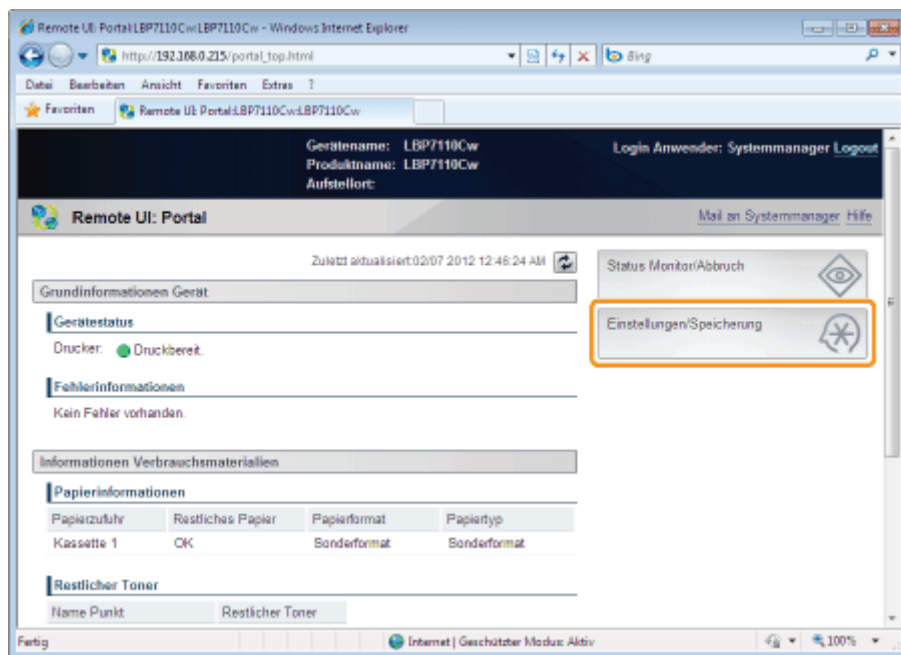 Remote UI: Portal:LBP7110Cw:LBP7110Cw - Windows Internet Explorer
http://192.168.0.215/portal_top.html
Bing
Datei Bearbeiten Ansicht Favoriten Extras ?
Favoriten Remote UI: Portal:LBP7110Cw:LBP7110Cw
Gerätename: LBP7110Cw
Produktname: LBP7110Cw
Aufstellort:
Login Anwender: Systemmanager Logout
Remote UI: Portal
Mail an Systemmanager Hilfe
Zuletzt aktualisiert:02/07 2012 12:46:24 AM
Status Monitor/Abbruch
Einstellungen/Speicherung
Grundinformationen Gerät
Gerätestatus
Drucker: Druckbereit.
Fehlerinformationen
Kein Fehler vorhanden.
Informationen Verbrauchsmaterialien
Papierinformationen
Papierzufuhr Restliches Papier Papierformat Papiertyp
Kassette 1 OK Sonderformat Sonderformat
Restlicher Toner
Name Punkt Restlicher Toner
Fertig Internet | Geschützter Modus: Aktiv 100%